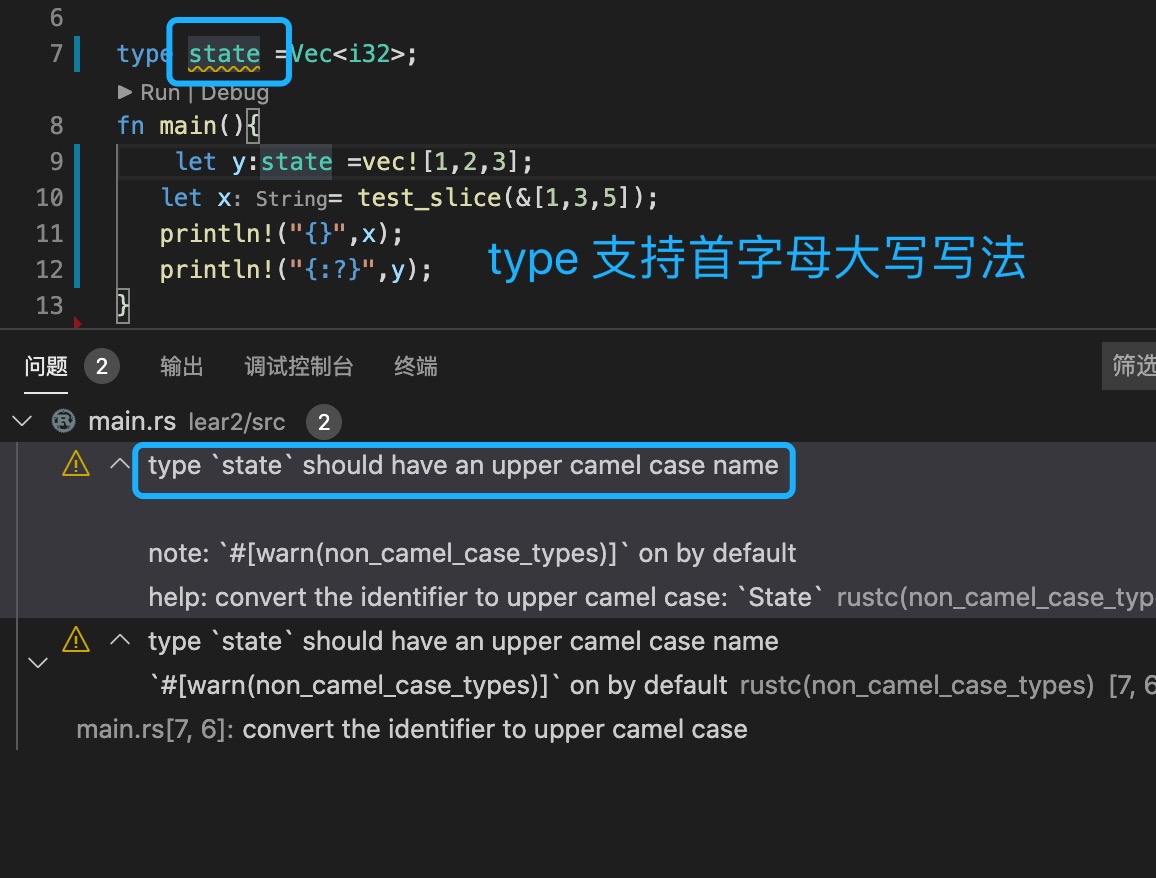 6
7 type state =Vec<i32>;
▶ Run | Debug
8 fn main(){
9 let y:state =vec![1,2,3];
10 let x: String= test_slice(&[1,3,5]);
11 println!("{}",x);
12 println!("{:?}",y);
type 支持首字母大写写法
13 }
问题 2 输出 调试控制台 终端 筛选
main.rs lear2/src 2
type `state` should have an upper camel case name
note: `#[warn(non_camel_case_types)]` on by default
help: convert the identifier to upper camel case: `State` rustc(non_camel_case_typ
type `state` should have an upper camel case name
`#[warn(non_camel_case_types)]` on by default rustc(non_camel_case_types) [7, 6
main.rs[7, 6]: convert the identifier to upper camel case